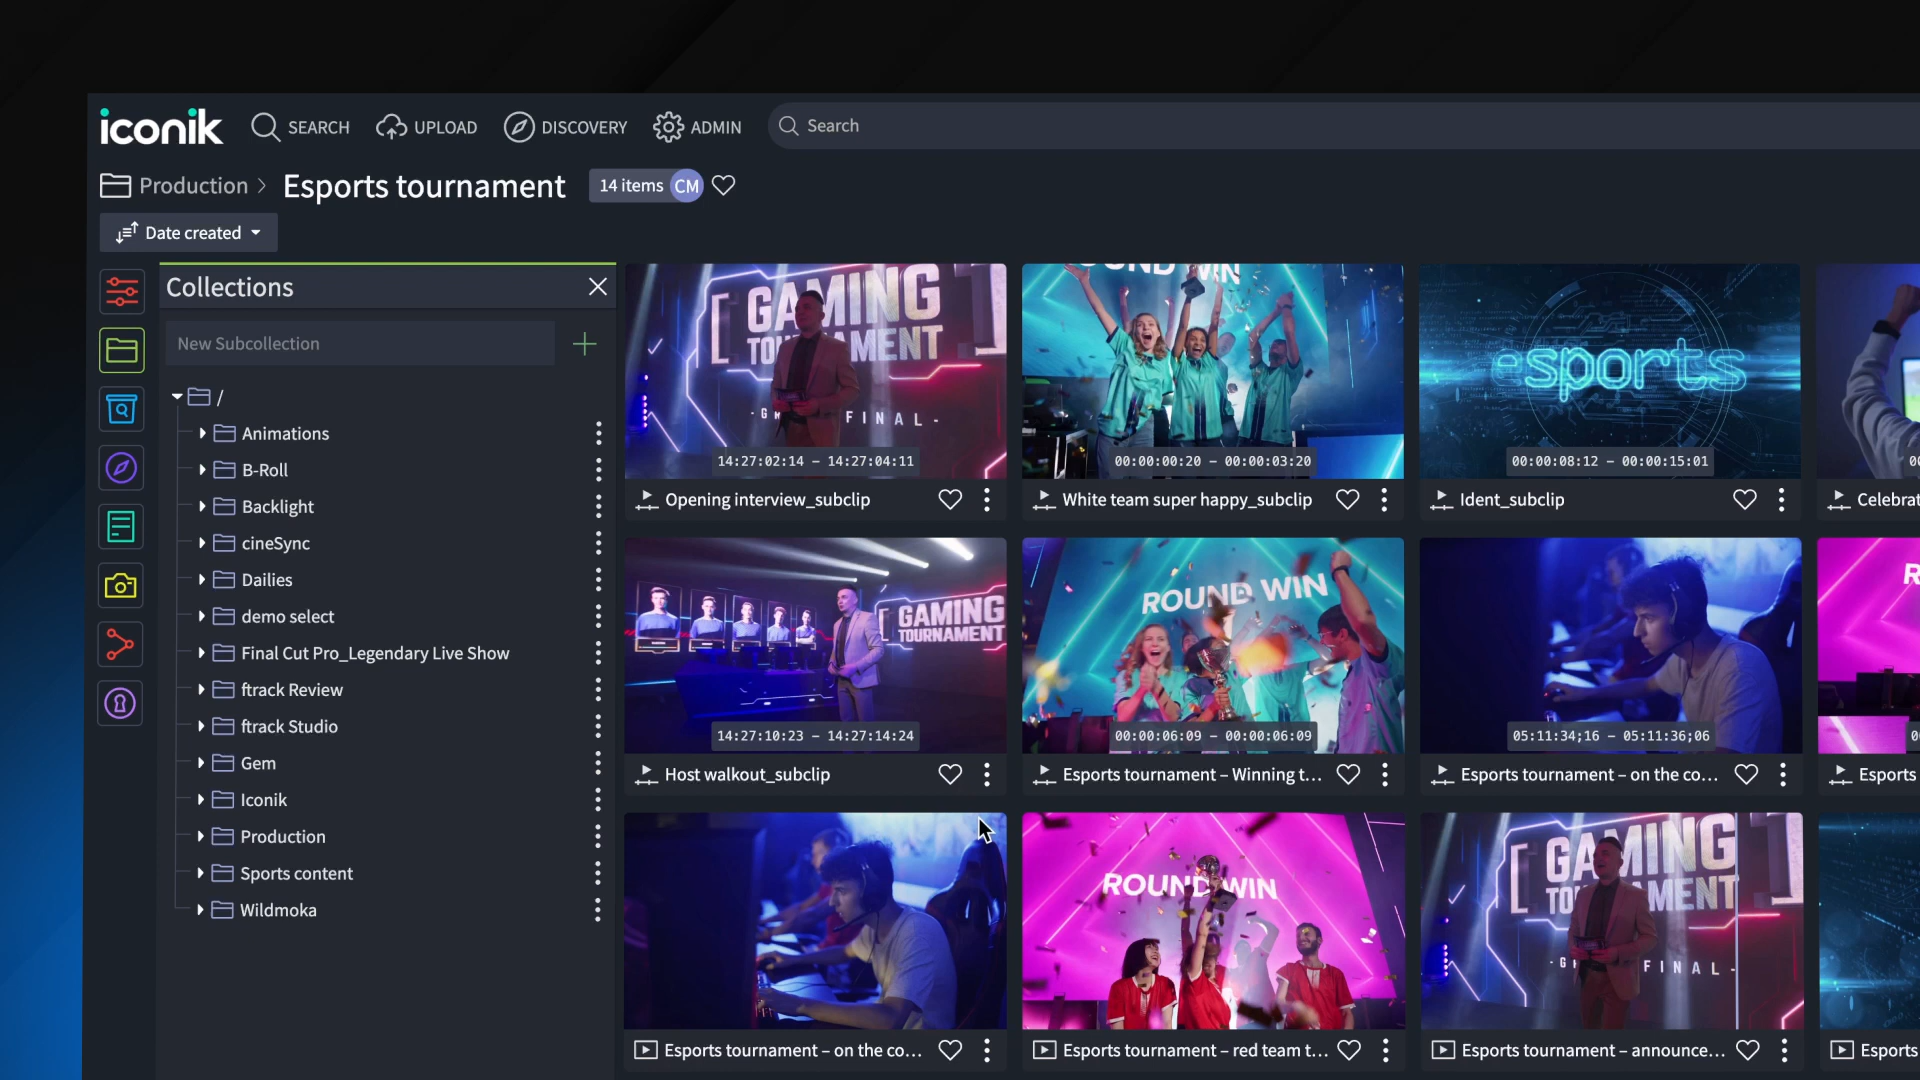 iconik
SEARCH
UPLOAD
DISCOVERY
ADMIN
Search
Production
Esports tournament
14 items
CM
Date created
Collections
New Subcollection
/
Animations
B-Roll
Backlight
cineSync
Dailies
demo select
Final Cut Pro_Legendary Live Show
ftrack Review
ftrack Studio
Gem
Iconik
Production
Sports content
Wildmoka
GAMING
TOURNAMENT
FINAL
14:27:02:14 – 14:27:04:11
Opening interview_subclip
ROUND WIN
00:00:00:20 – 00:00:03:20
White team super happy_subclip
esports
00:00:08:12 – 00:00:15:01
Ident_subclip
Celebrat
GAMING
TOURNAMENT
14:27:10:23 – 14:27:14:24
Host walkout_subclip
ROUND WIN
00:00:06:09 – 00:00:06:09
Esports tournament – Winning t...
05:11:34;16 – 05:11:36;06
Esports tournament – on the co...
R
Esports
Esports tournament – on the co...
ROUND WIN
Esports tournament – red team t...
GAMING
TOURNAMENT
FINAL
Esports tournament – announce...
Esports